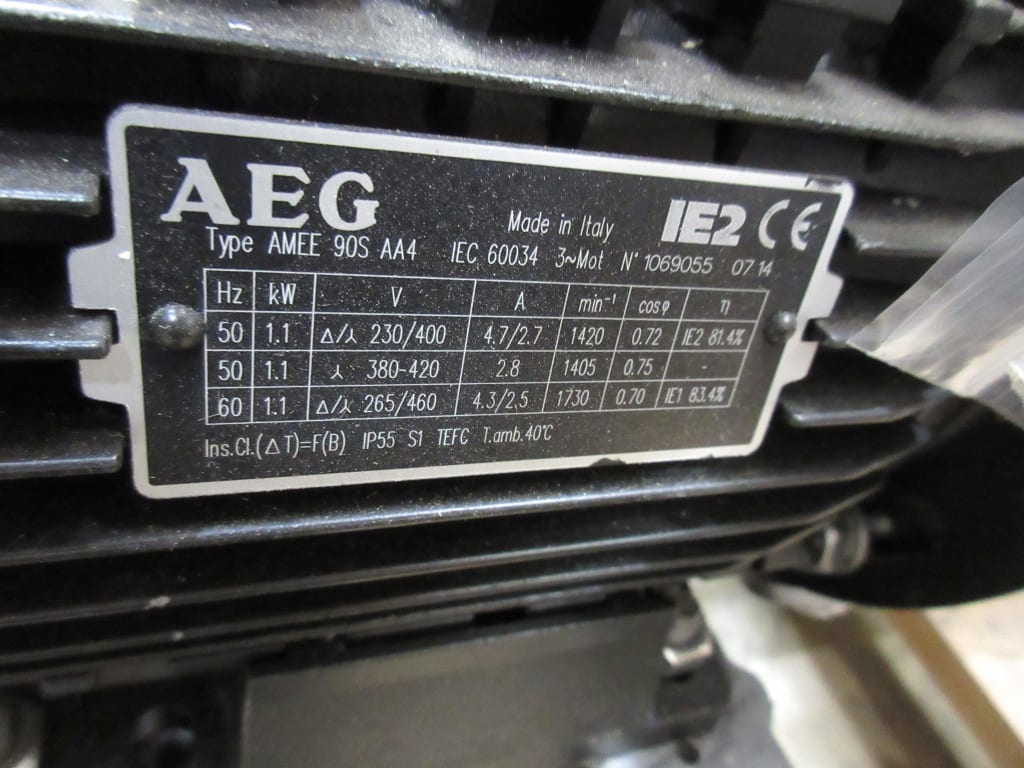 AEG
Made in Italy IE2 CE
Type AMEE 90S AA4 IEC 60034 3~Mot N° 1069055 07 14
Hz kW V A min⁻¹ cosφ η
50 1.1 Δ/⅄ 230/400 4.7/2.7 1420 0.72 IE2 81.4%
50 1.1 ⅄ 380-420 2.8 1405 0.75 -
60 1.1 Δ/⅄ 265/460 4.3/2,5 1730 0.70 IE1 83.4%
Ins.Cl.(ΔT)=F(B) IP55 S1 TEFC T.amb.40°C